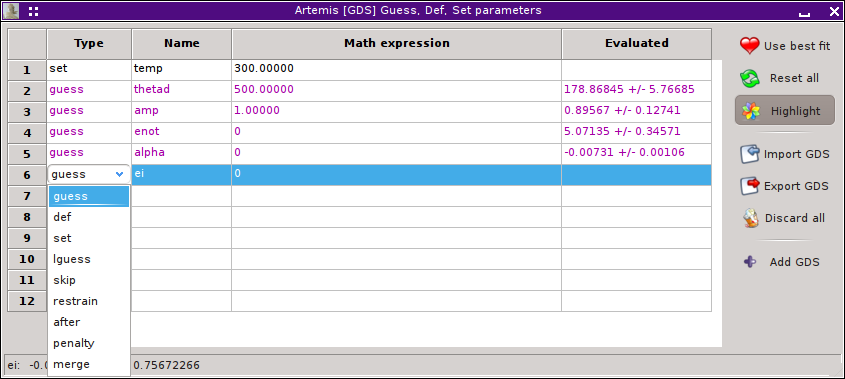 Artemis [GDS] Guess, Def, Set parameters
Type Name Math expression Evaluated
1 set temp 300.00000
2 guess thetad 500.00000 178.86845 +/- 5.76685
3 guess amp 1.00000 0.89567 +/- 0.12741
4 guess enot 0 5.07135 +/- 0.34571
5 guess alpha 0 -0.00731 +/- 0.00106
6 guess ei 0
7 guess
8 def
9 set
10 lguess
11 skip
12 restrain
after
penalty
merge
Use best fit
Reset all
Highlight
Import GDS
Export GDS
Discard all
Add GDS
ei: 0.75672266